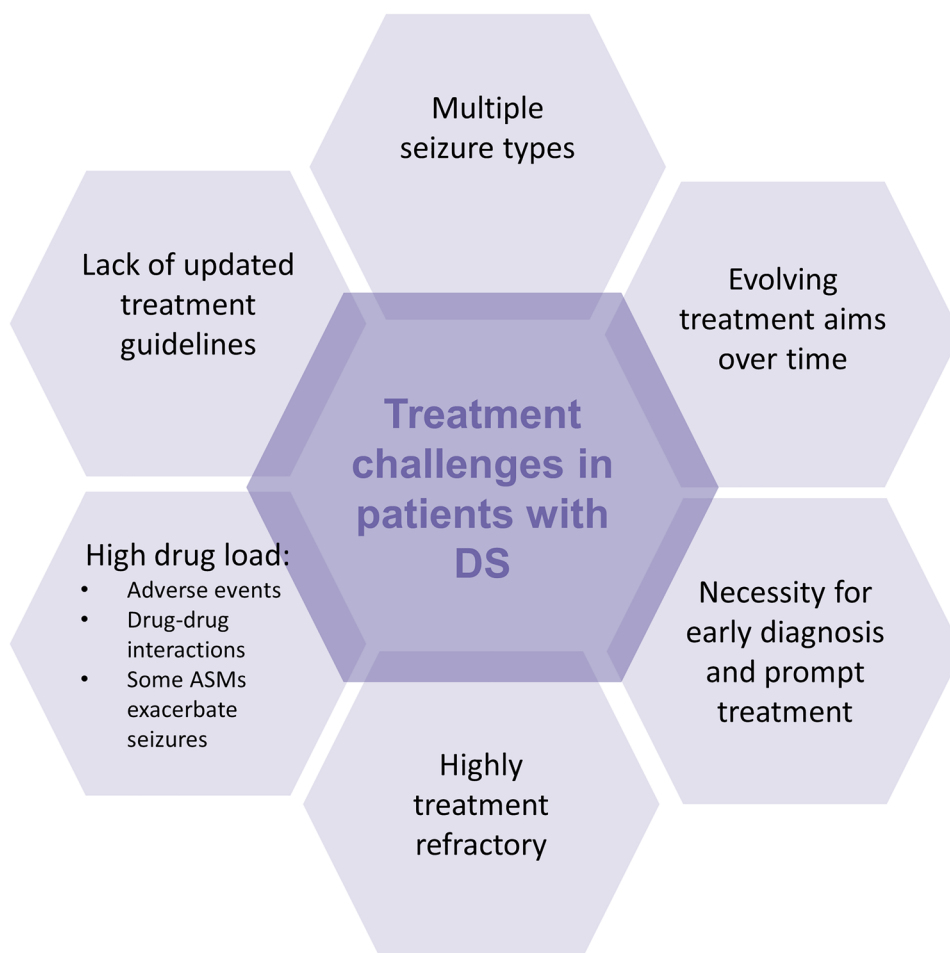 Multiple
seizure types
Evolving
treatment aims
over time
Necessity for
early diagnosis
and prompt
treatment
Highly
treatment
refractory
High drug load:
• Adverse events
• Drug-drug
interactions
• Some ASMs
exacerbate
seizures
Lack of updated
treatment
guidelines
Treatment
challenges in
patients with
DS